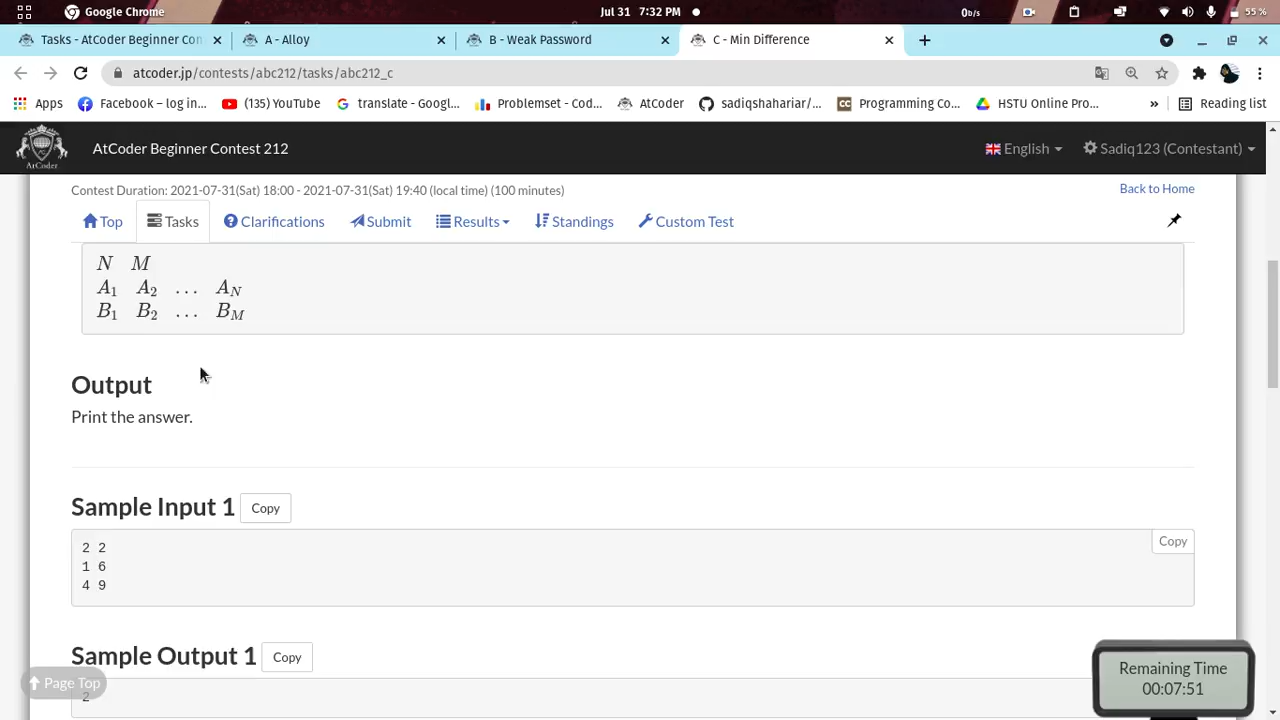 Google Chrome
Jul 31 7:32 PM
0b/s
55 %
Tasks - AtCoder Beginner Con
A - Alloy
B - Weak Password
C - Min Difference
atcoder.jp/contests/abc212/tasks/abc212_c
Apps
Facebook – log in...
(135) YouTube
translate - Googl...
Problemset - Cod...
AtCoder
sadiqshahariar/...
CC Programming Co...
HSTU Online Pro...
»
Reading list
AtCoder
AtCoder Beginner Contest 212
English
Sadiq123 (Contestant)
Contest Duration: 2021-07-31(Sat) 18:00 - 2021-07-31(Sat) 19:40 (local time) (100 minutes)
Back to Home
Top
Tasks
Clarifications
Submit
Results
Standings
Custom Test
N M
A₁ A₂ … A_N
B₁ B₂ … B_M
Output
Print the answer.
Sample Input 1
Copy
Copy
2 2
1 6
4 9
Sample Output 1
Copy
2
Page Top
Remaining Time
00:07:51